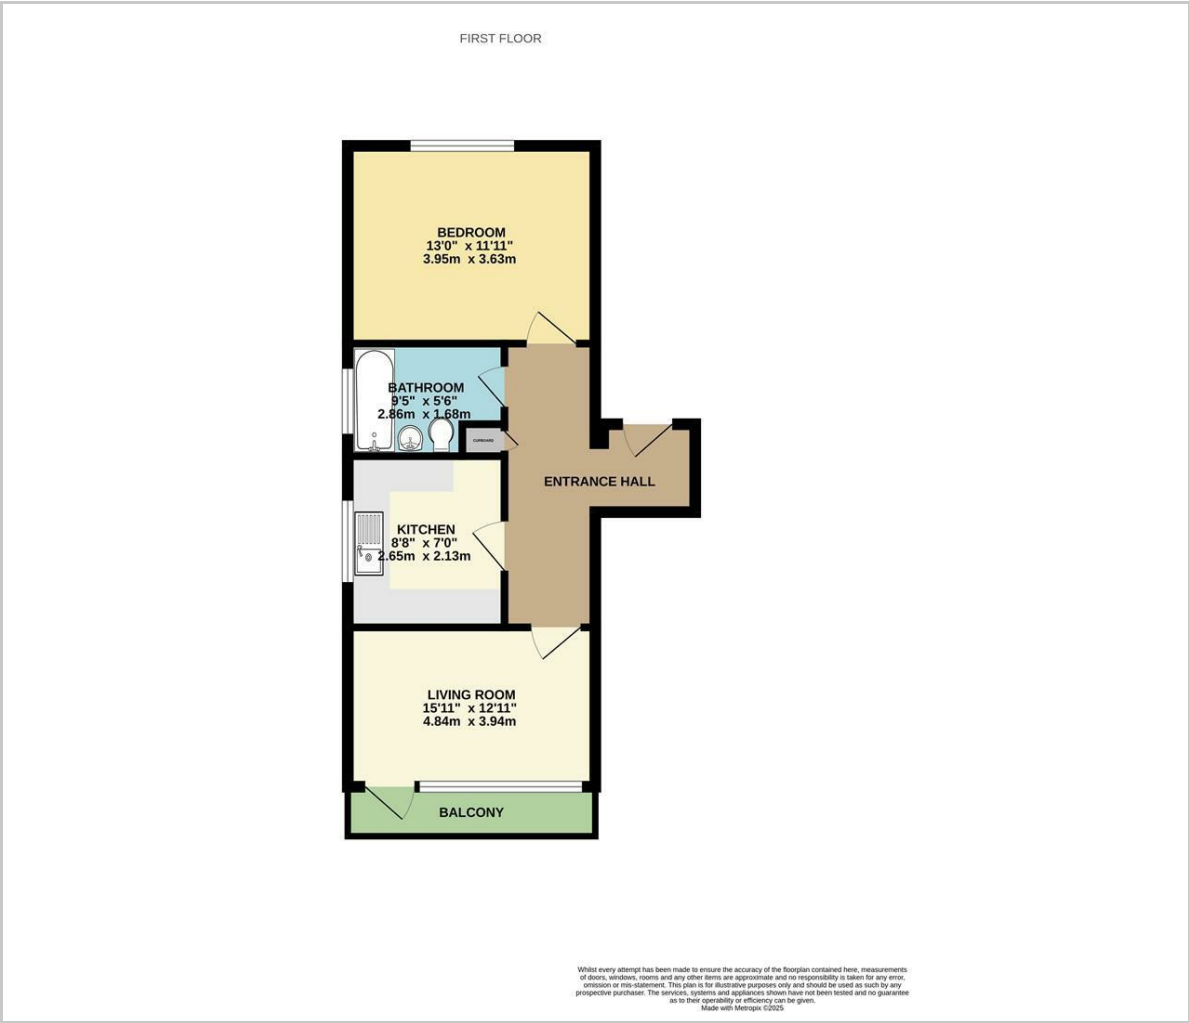 FIRST FLOOR
BEDROOM
13'0" x 11'11"
3.95m x 3.63m
BATHROOM
9'5" x 5'6"
2.86m x 1.68m
CUPBOARD
ENTRANCE HALL
KITCHEN
8'8" x 7'0"
2.65m x 2.13m
LIVING ROOM
15'11" x 12'11"
4.84m x 3.94m
BALCONY
Whilst every attempt has been made to ensure the accuracy of the floorplan contained here, measurements
of doors, windows, rooms and any other items are approximate and no responsibility is taken for any error,
omission or mis-statement. This plan is for illustrative purposes only and should be used as such by any
prospective purchaser. The services, systems and appliances shown have not been tested and no guarantee
as to their operability or efficiency can be given.
Made with Metropix ©2025